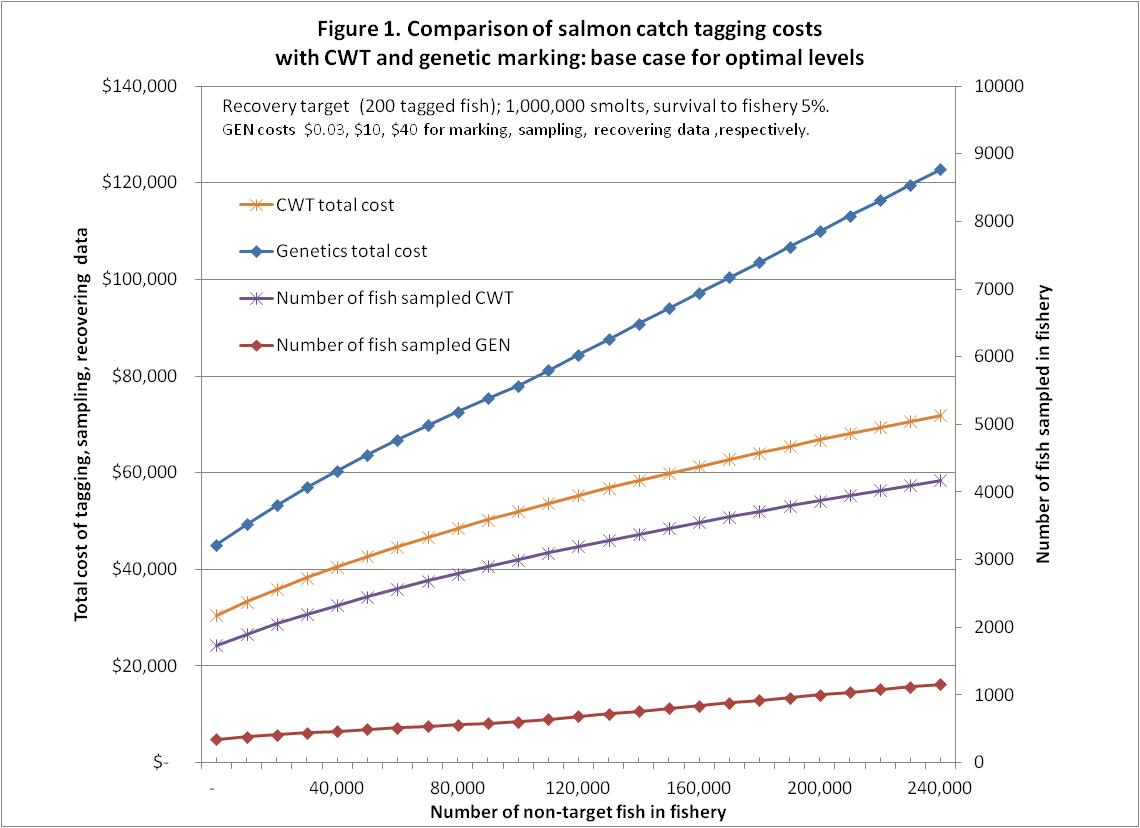 Figure 1. Comparison of salmon catch tagging costs
with CWT and genetic marking: base case for optimal levels
Recovery target (200 tagged fish); 1,000,000 smolts, survival to fishery 5%.
GEN costs $0.03, $10, $40 for marking, sampling, recovering data ,respectively.
CWT total cost
Genetics total cost
Number of fish sampled CWT
Number of fish sampled GEN
Total cost of tagging, sampling, recovering data
$140,000
$120,000
$100,000
$80,000
$60,000
$40,000
$20,000
$-
10000
9000
8000
7000
6000
5000
4000
3000
2000
1000
0
Number of fish sampled in fishery
- 40,000 80,000 120,000 160,000 200,000 240,000
Number of non-target fish in fishery